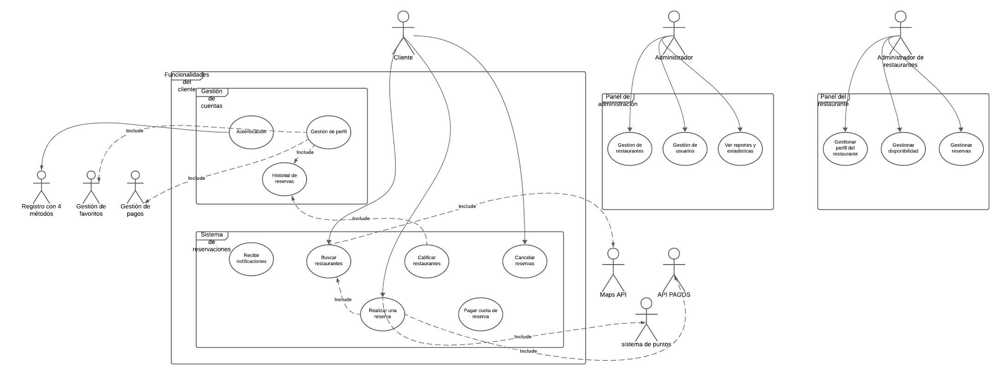 Cliente
Administrador
Administrador de
restaurantes
Funcionalidades
del
cliente
Gestión
de
cuentas
Panel de
administración
Panel del
restaurante
Include
Autenticación
Gestión de perfil
Include
Gestion de
restaurantes
Gestión de
usuarios
Ver reportes y
estadísticas
Gestionar
perfil del
restaurante
Gestionar
disponibilidad
Gestionar
reservas
Include
Historial de
reservas
Registro con 4
métodos
Gestión de
favoritos
Gestión de
pagos
Include
Include
Sistema
de
reservaciones
Recibir
notificaciones
Buscar
restaurantes
Calificar
restaurantes
Cancelar
reservas
Maps API
API PAGOS
Include
Realizar una
reserva
Pagar cuota de
reserva
Include
sistema de puntos
Include